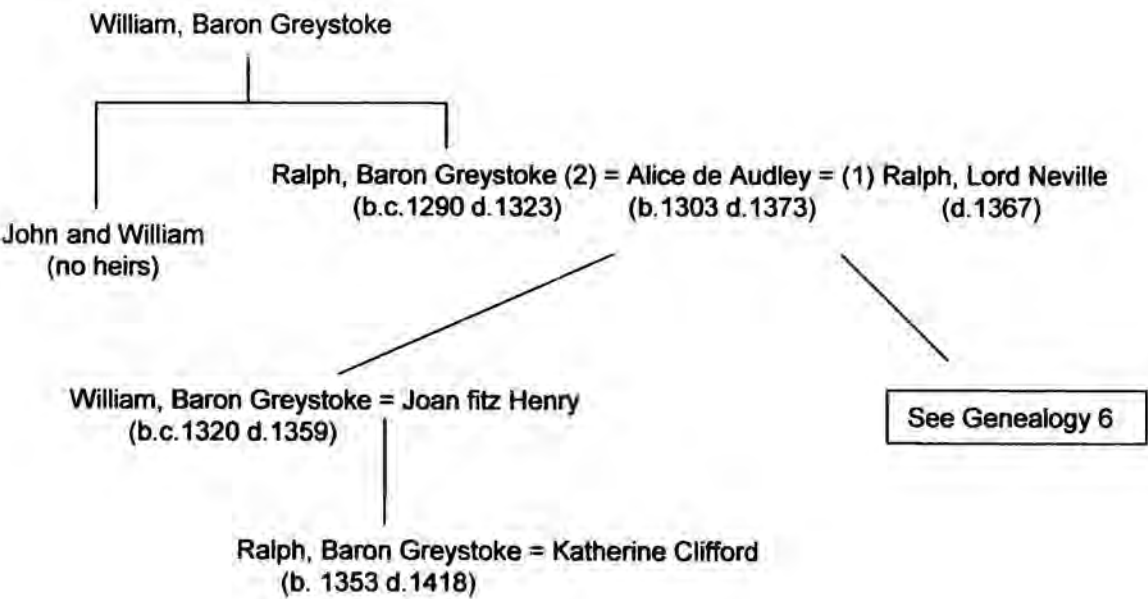 William, Baron Greystoke
Ralph, Baron Greystoke (2) = Alice de Audley = (1) Ralph, Lord Neville
(b.c.1290 d.1323) (b.1303 d.1373) (d.1367)
John and William
(no heirs)
William, Baron Greystoke = Joan fitz Henry
(b.c.1320 d.1359)
See Genealogy 6
Ralph, Baron Greystoke = Katherine Clifford
(b. 1353 d.1418)